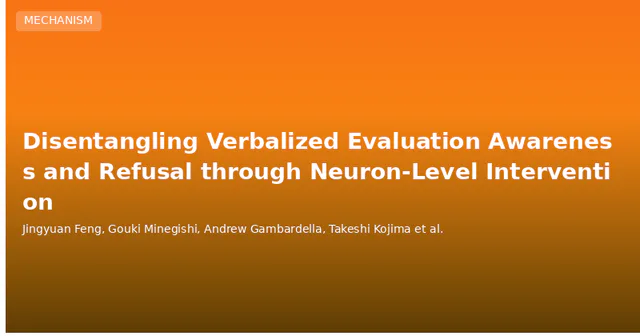 MECHANISM
Disentangling Verbalized Evaluation Awarenes
s and Refusal through Neuron-Level Interventi
on
Jingyuan Feng, Gouki Minegishi, Andrew Gambardella, Takeshi Kojima et al.